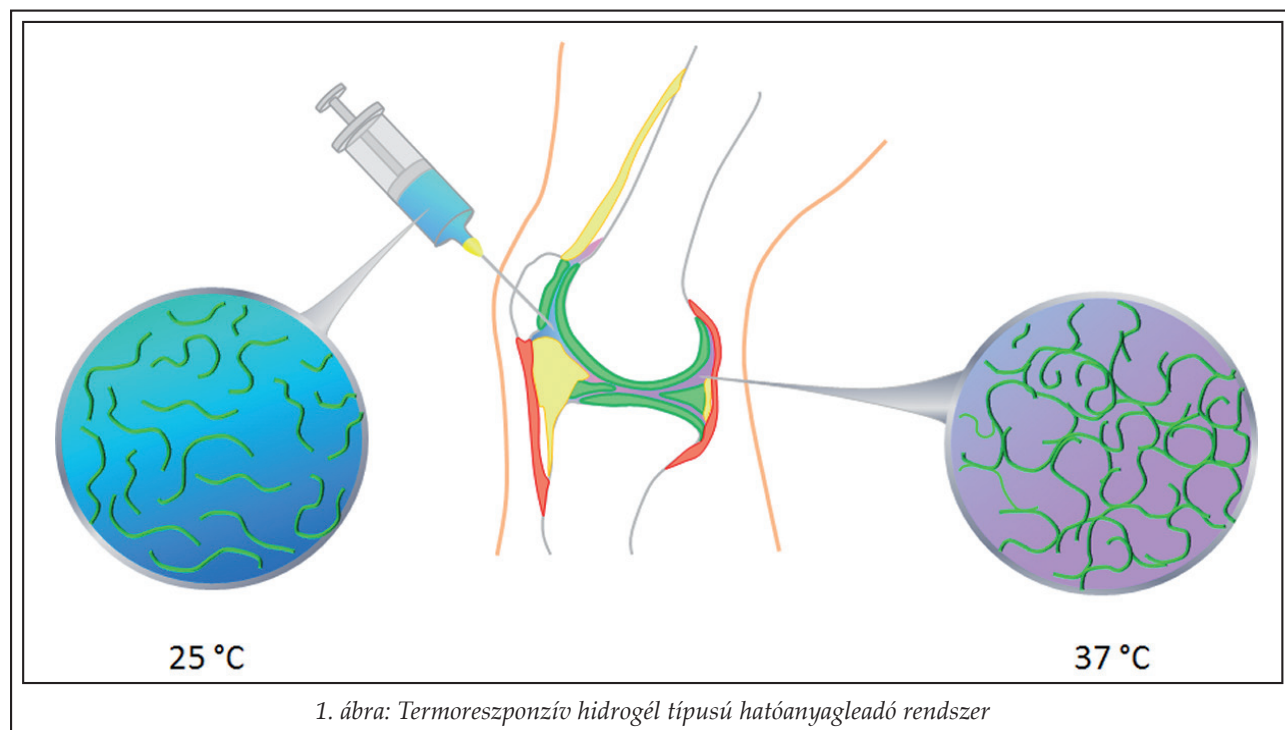 25 °C
37 °C
1. ábra: Termoreszponzív hidrogél típusú hatóanyagleadó rendszer